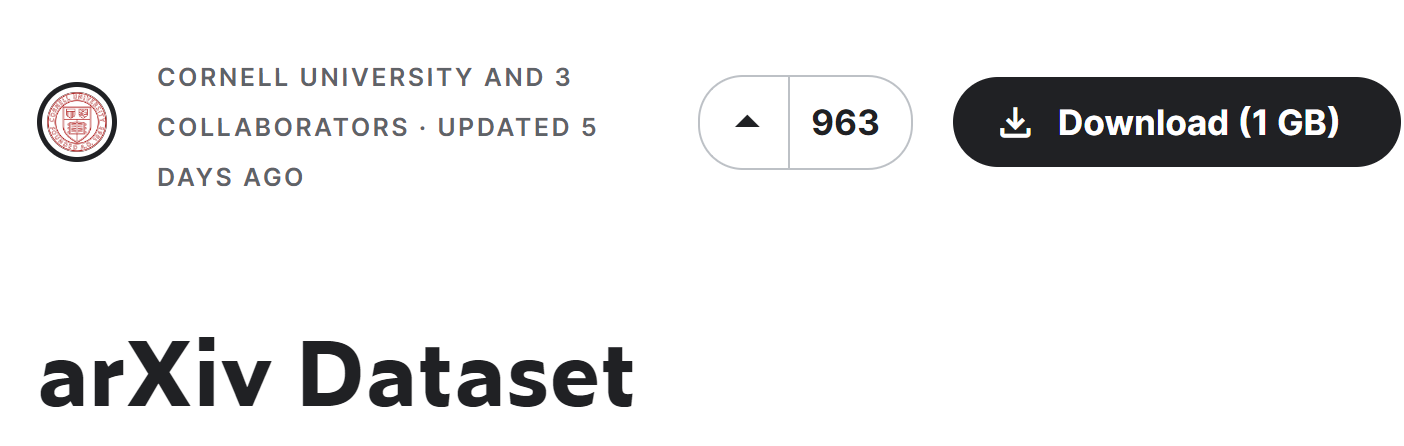 CORNELL UNIVERSITY AND 3
COLLABORATORS · UPDATED 5
DAYS AGO
963
Download (1 GB)
arXiv Dataset